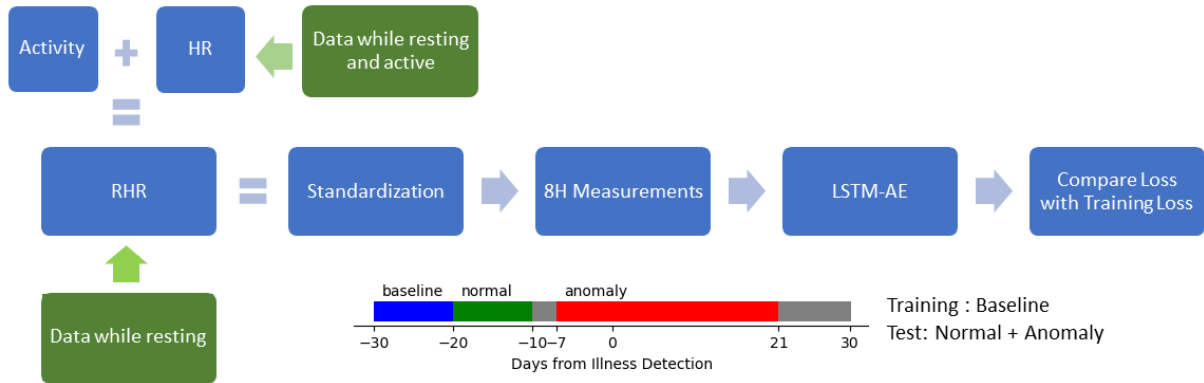 Activity
HR
Data while resting
and active
RHR
Standardization
8H Measurements
LSTM-AE
Compare Loss
with Training Loss
Data while resting
baseline normal anomaly
−30 −20 −10 −7 0 21 30
Days from Illness Detection
Training : Baseline
Test: Normal + Anomaly